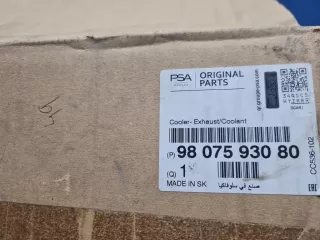 PSA
ORIGINAL
PARTS
Cooler- Exhaust/Coolant
(P) 98 075 930 80
(Q) 1
MADE IN SK
صنع في سلوفاكيا
CC536-102